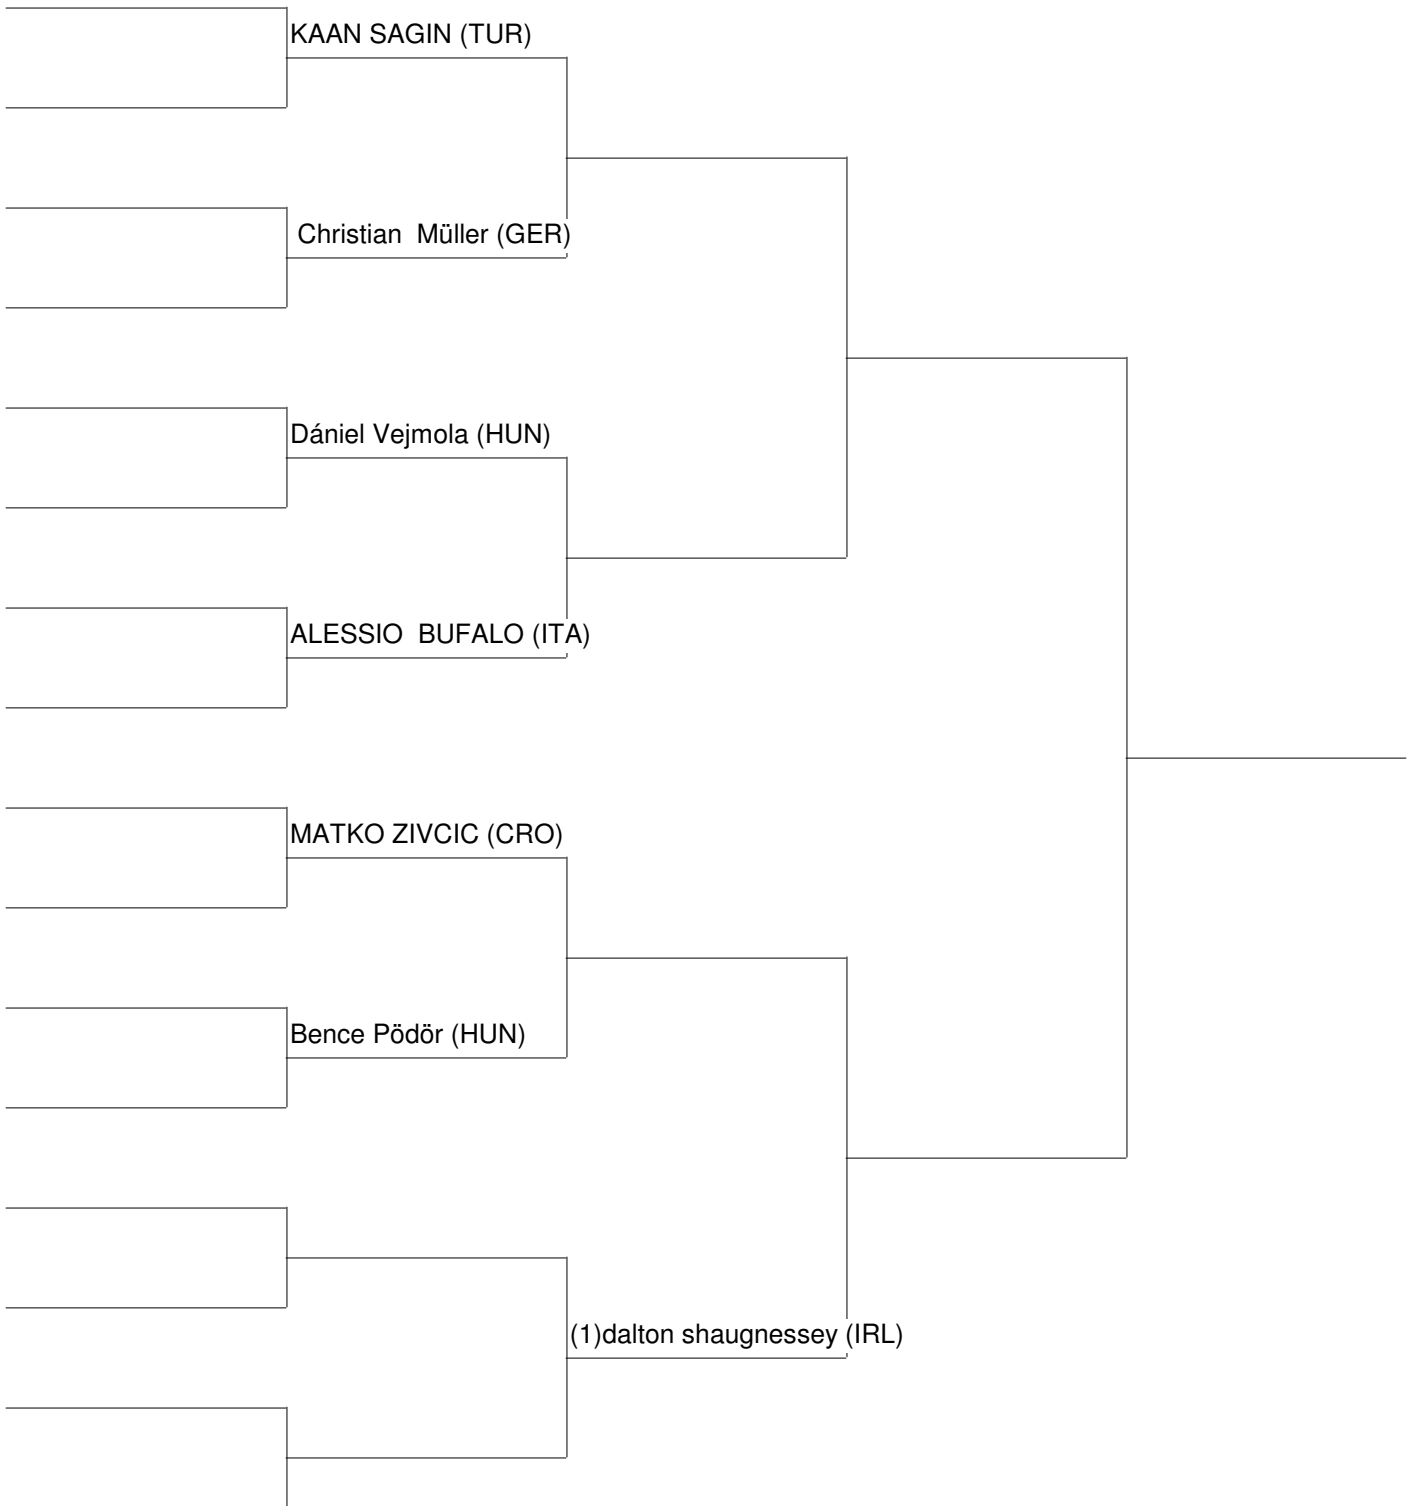 KAAN SAGIN (TUR)
Christian  Müller (GER)
Dániel Vejmola (HUN)
ALESSIO  BUFALO (ITA)
MATKO ZIVCIC (CRO)
Bence Pödör (HUN)
(1)dalton shaugnessey (IRL)